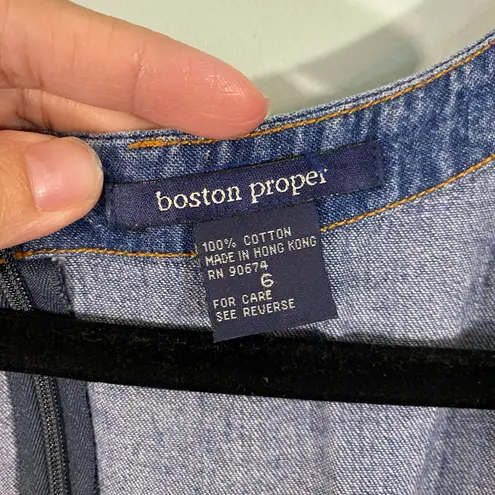 boston proper
100% COTTON
MADE IN HONG KONG
RN 90674
6
FOR CARE
SEE REVERSE